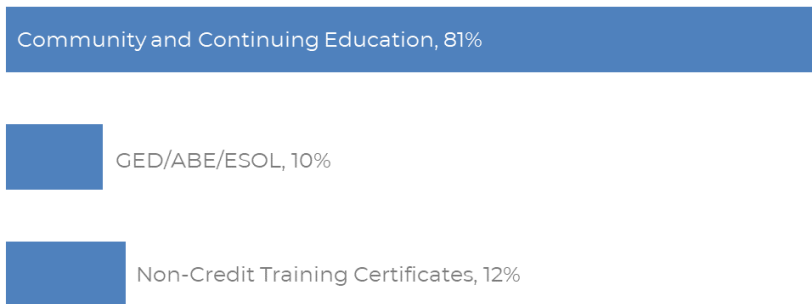 Community and Continuing Education, 81%
GED/ABE/ESOL, 10%
Non-Credit Training Certificates, 12%